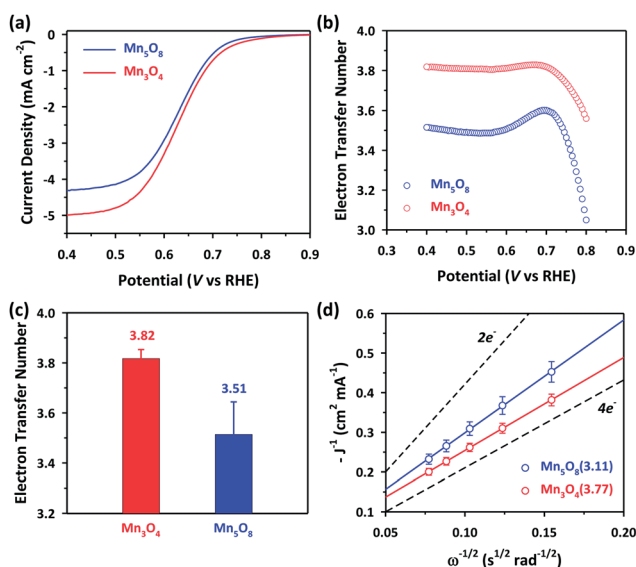 (a)
Mn₅O₈
Mn₃O₄
Current Density (mA cm⁻²)
0
-1
-2
-3
-4
-5
0.4 0.5 0.6 0.7 0.8 0.9
Potential (V vs RHE)
(b)
Electron Transfer Number
4.0
3.8
3.6
3.4
3.2
3.0
Mn₅O₈
Mn₃O₄
0.3 0.4 0.5 0.6 0.7 0.8 0.9
Potential (V vs RHE)
(c)
Electron Transfer Number
4.0
3.8
3.6
3.4
3.2
3.82
3.51
Mn₃O₄ Mn₅O₈
(d)
- J⁻¹ (cm² mA⁻¹)
0.6
0.5
0.4
0.3
0.2
0.1
2e⁻
4e⁻
Mn₅O₈(3.11)
Mn₃O₄(3.77)
0.05 0.10 0.15 0.20
ω⁻¹/² (s¹/² rad⁻¹/²)